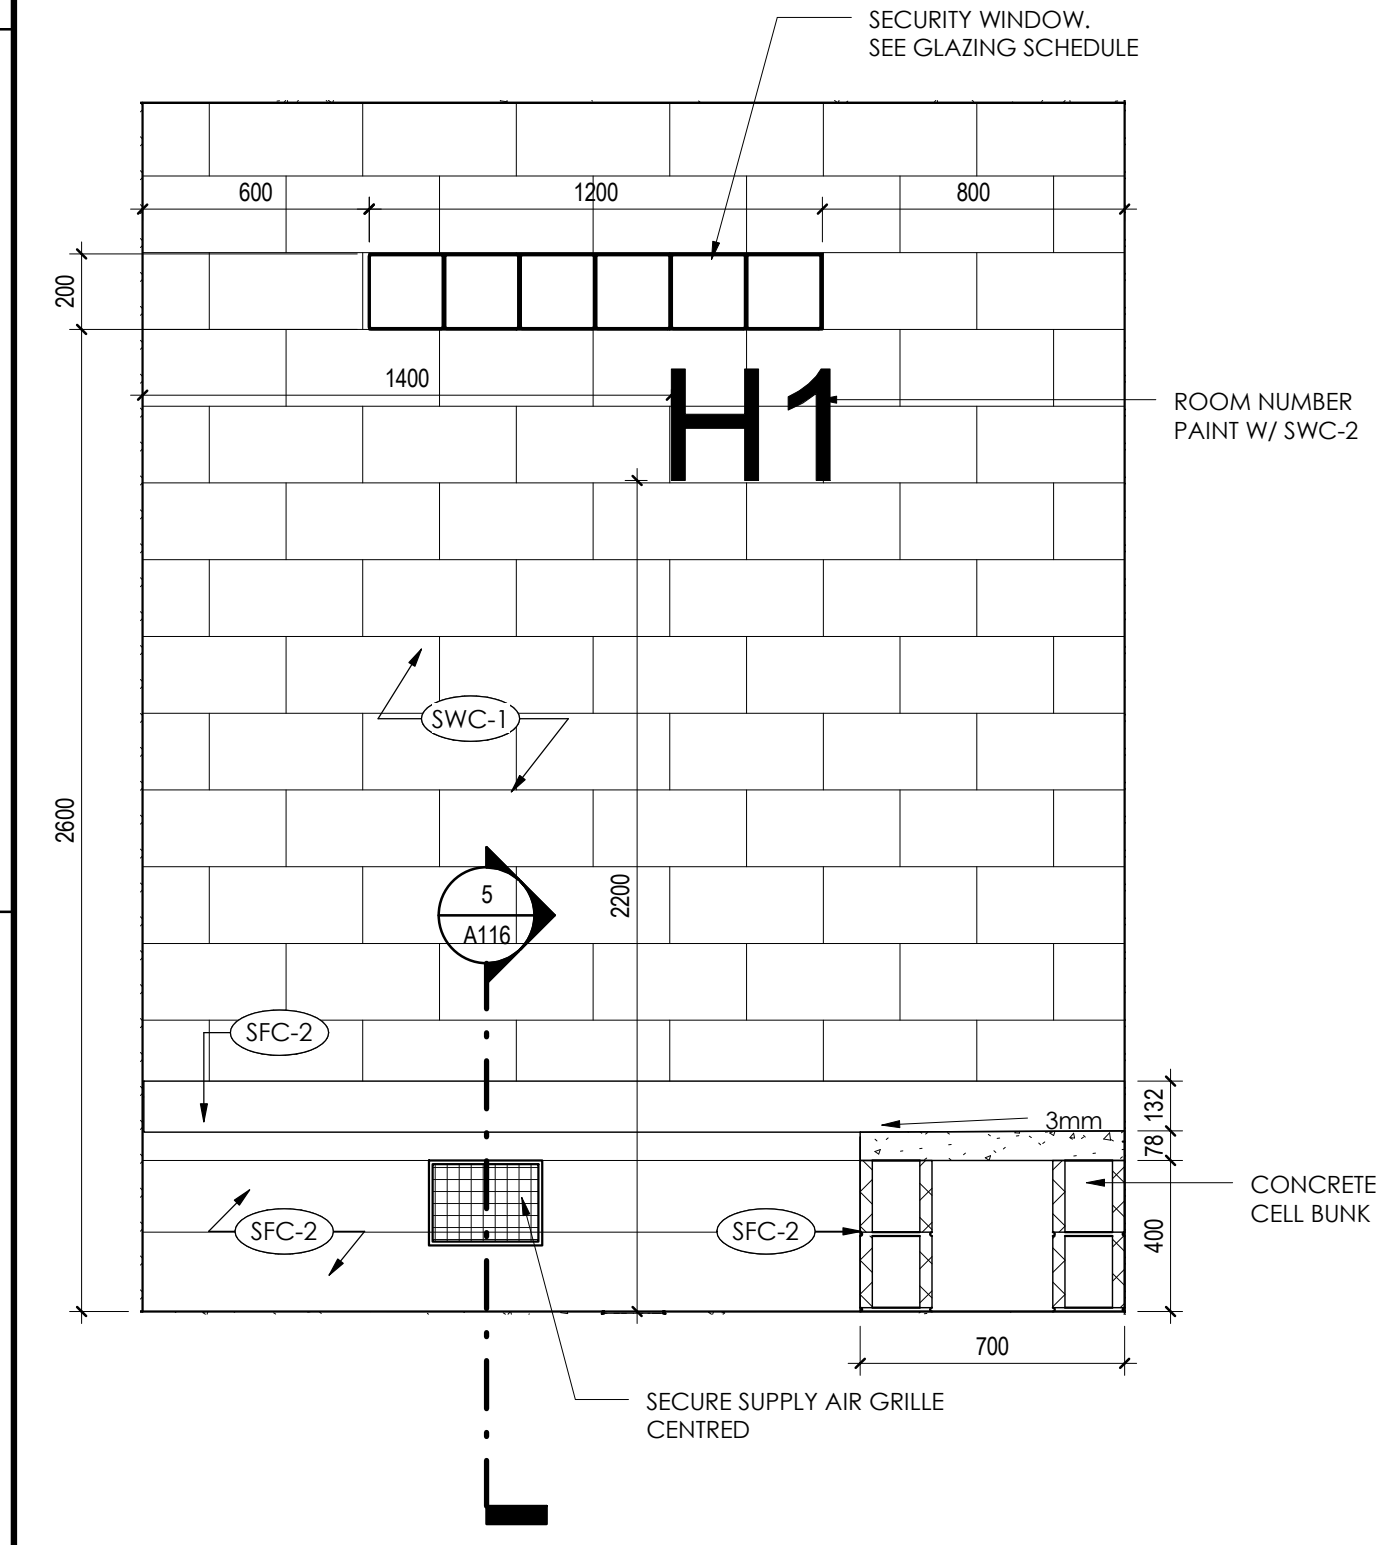 SECURITY WINDOW.
SEE GLAZING SCHEDULE
600
1200
800
200
1400
H1
ROOM NUMBER
PAINT W/ SWC-2
SWC-1
2600
2200
5
A116
SFC-2
132
3mm
78
CONCRETE
CELL BUNK
SFC-2
SFC-2
400
700
SECURE SUPPLY AIR GRILLE
CENTRED